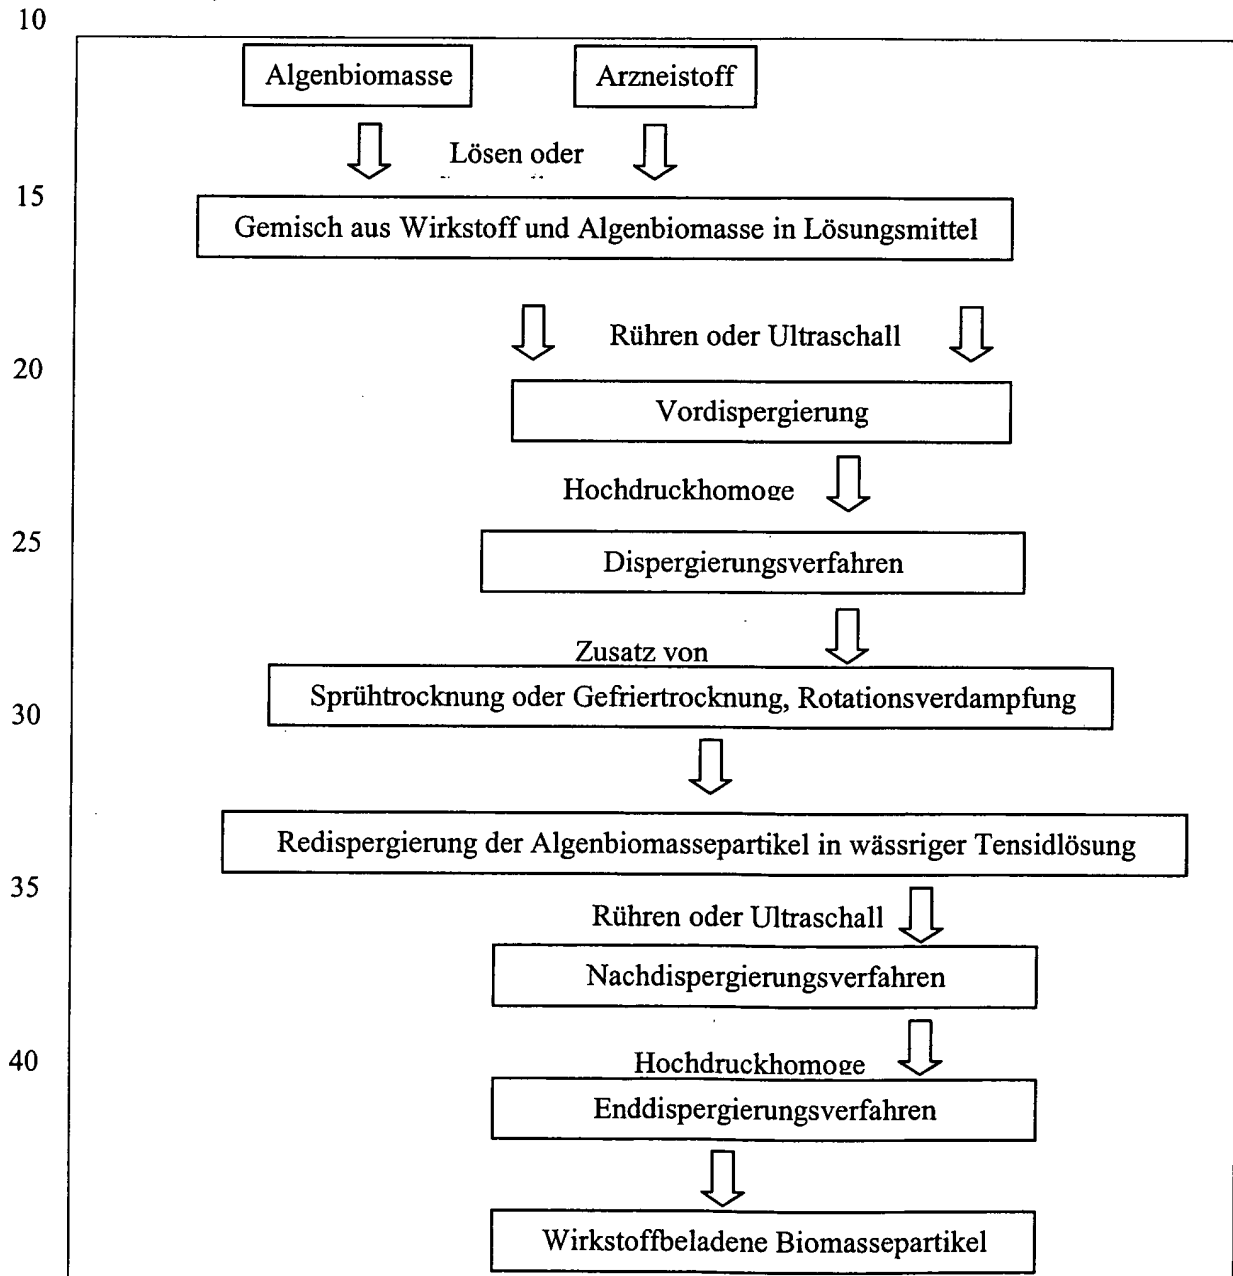 10
Algenbiomasse Arzneistoff
Lösen oder
15
Gemisch aus Wirkstoff und Algenbiomasse in Lösungsmittel
Rühren oder Ultraschall
20
Vordispergierung
Hochdruckhomoge
25
Dispergierungsverfahren
Zusatz von
Sprühtrocknung oder Gefriertrocknung, Rotationsverdampfung
30
Redispergierung der Algenbiomassepartikel in wässriger Tensidlösung
35
Rühren oder Ultraschall
Nachdispergierungsverfahren
40
Hochdruckhomoge
Enddispergierungsverfahren
Wirkstoffbeladene Biomassepartikel